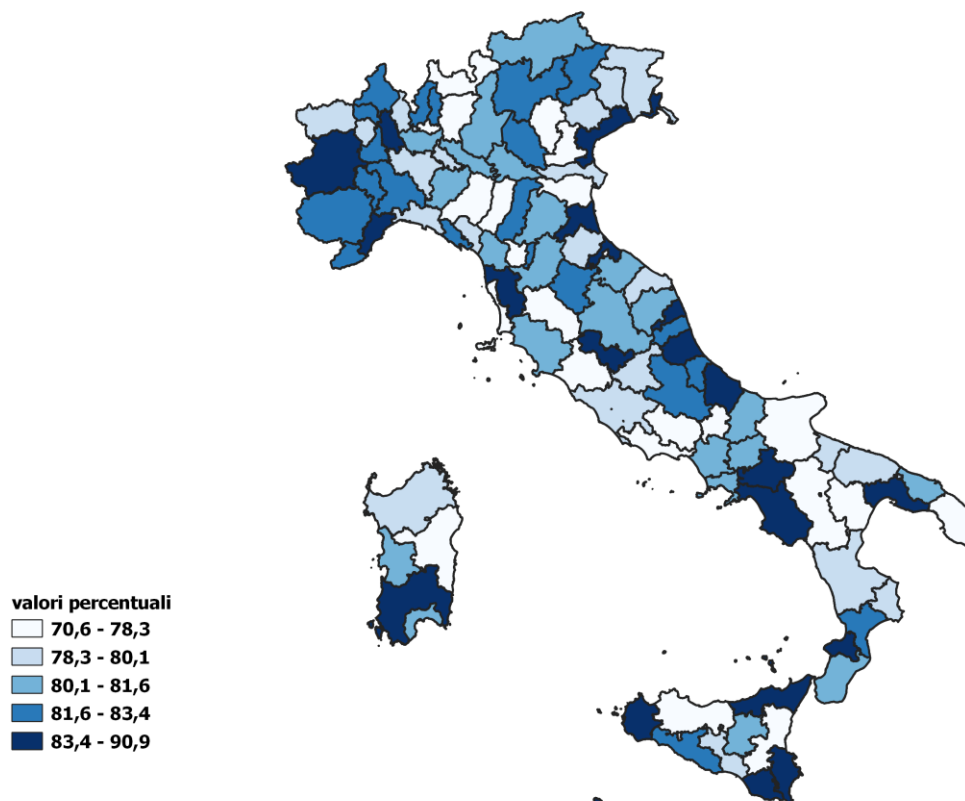 valori percentuali
70,6 - 78,3
78,3 - 80,1
80,1 - 81,6
81,6 - 83,4
83,4 - 90,9